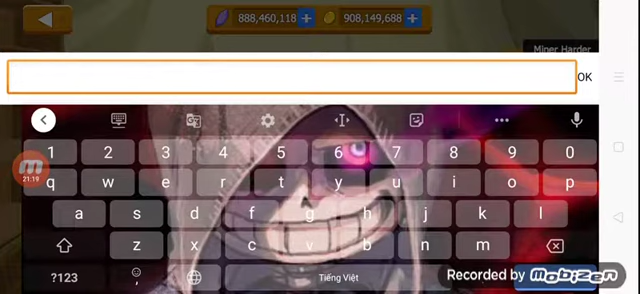 888,460,118 908,149,688
Miner Harder
OK
1 2 3 4 5 6 7 8 9 0
21:19
q w e r t y u i o p
a s d f g h j k l
z x c v b n m
?123 Tiếng Việt Recorded by MOBIZEN